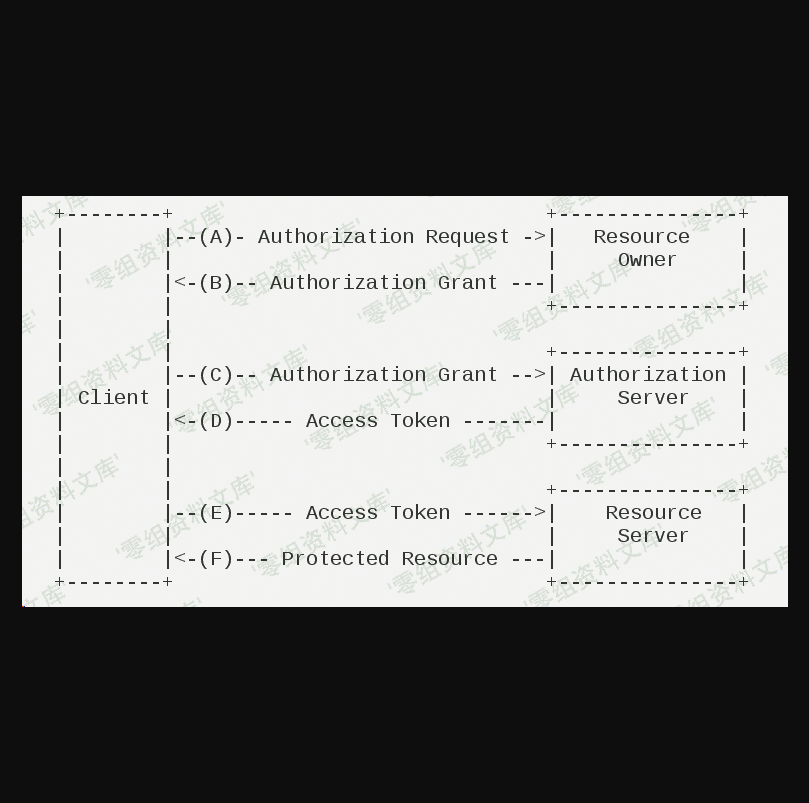 +--------+                               +---------------+
|        |--(A)- Authorization Request ->|   Resource    |
|        |                               |     Owner     |
|        |<-(B)-- Authorization Grant ---|               |
|        |                               +---------------+
|        |
|        |                               +---------------+
|        |--(C)-- Authorization Grant -->| Authorization |
| Client |                               |     Server    |
|        |<-(D)----- Access Token -------|               |
|        |                               +---------------+
|        |
|        |                               +---------------+
|        |--(E)----- Access Token ------>|    Resource   |
|        |                               |     Server    |
|        |<-(F)--- Protected Resource ---|               |
+--------+                               +---------------+
'零组资料文库'